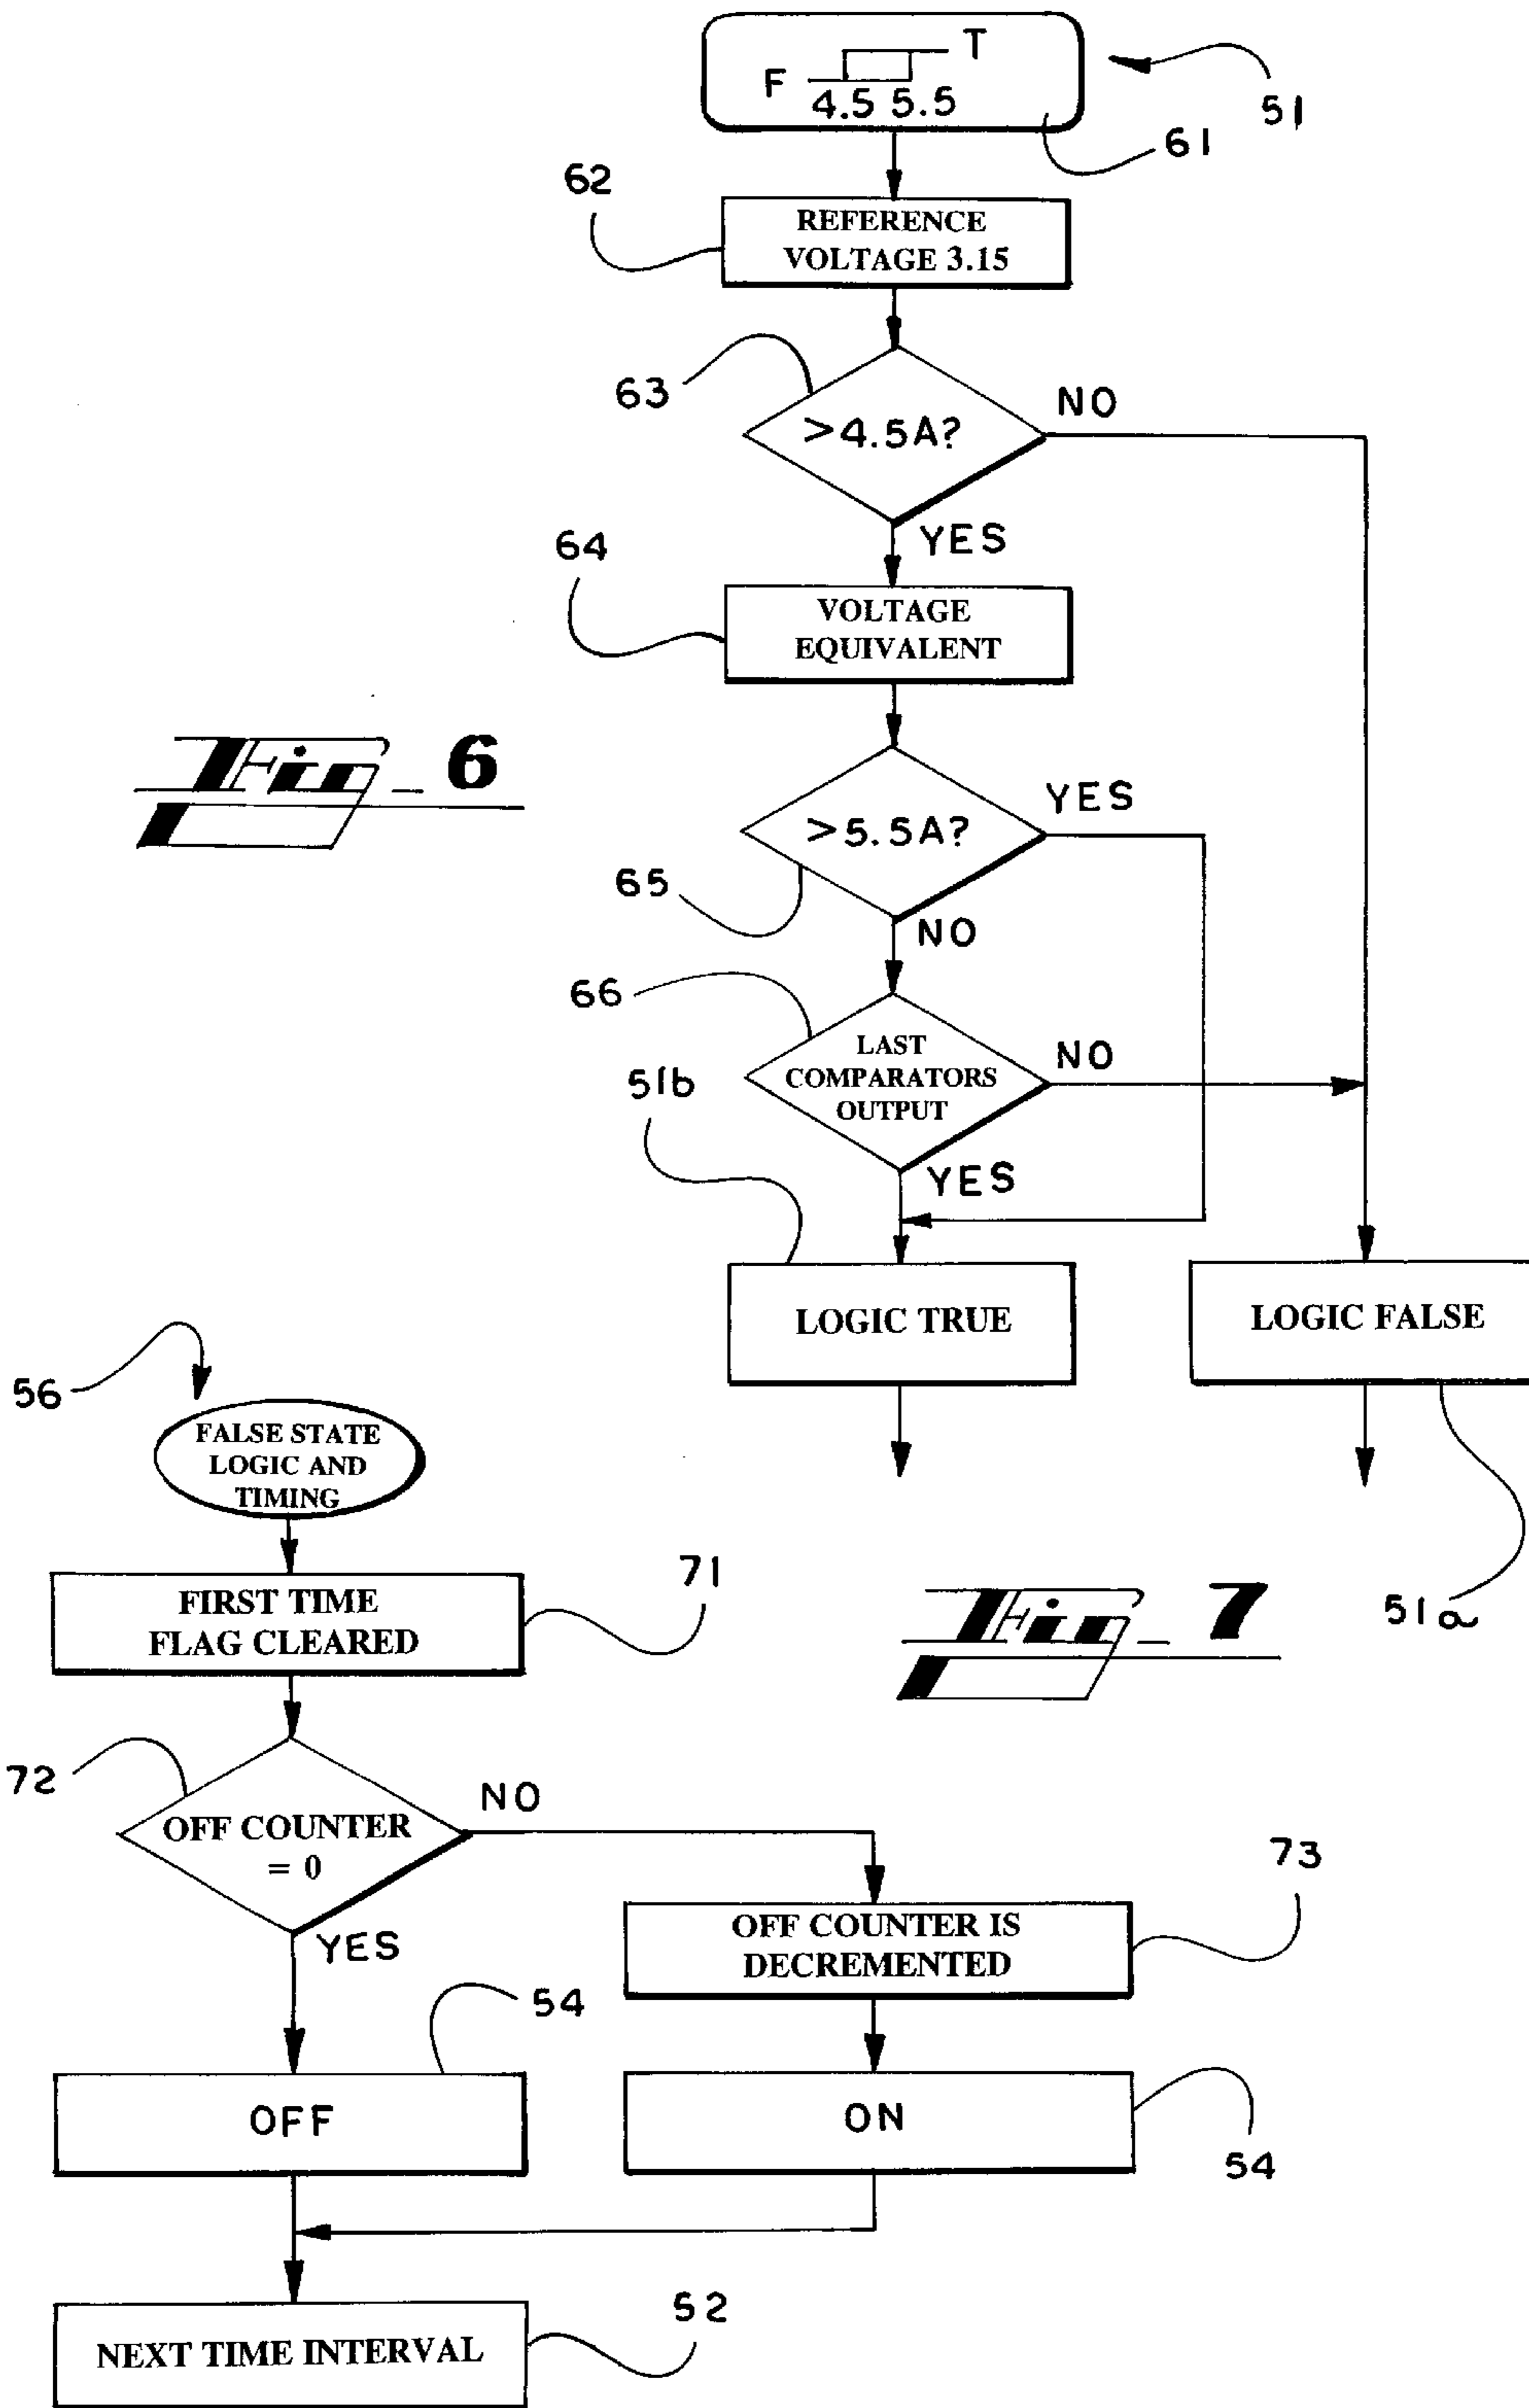 T
F
4.5 5.5
51
61
62
REFERENCE
VOLTAGE 3.15
63
NO
>4.5A?
YES
64
VOLTAGE
EQUIVALENT
Fig_6
YES
>5.5A?
65
NO
66
LAST
COMPARATORS
OUTPUT
NO
51b
YES
LOGIC TRUE
LOGIC FALSE
51a
56
FALSE STATE
LOGIC AND
TIMING
71
FIRST TIME
FLAG CLEARED
Fig_7
72
NO
OFF COUNTER
= 0
YES
73
OFF COUNTER IS
DECREMENTED
54
OFF
ON
54
52
NEXT TIME INTERVAL